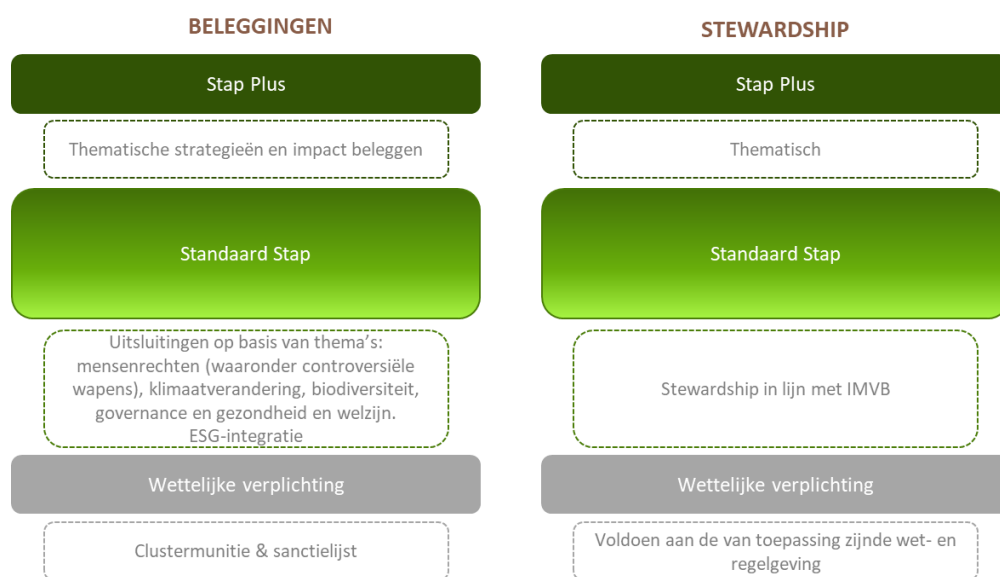 BELEGGINGEN
Stap Plus
Thematische strategieën en impact beleggen
Standaard Stap
Uitsluitingen op basis van thema’s:
mensenrechten (waaronder controversiële
wapens), klimaatverandering, biodiversiteit,
governance en gezondheid en welzijn.
ESG-integratie
Wettelijke verplichting
Clustermunitie & sanctielijst
STEWARDSHIP
Stap Plus
Thematisch
Standaard Stap
Stewardship in lijn met IMVB
Wettelijke verplichting
Voldoen aan de van toepassing zijnde wet- en
regelgeving